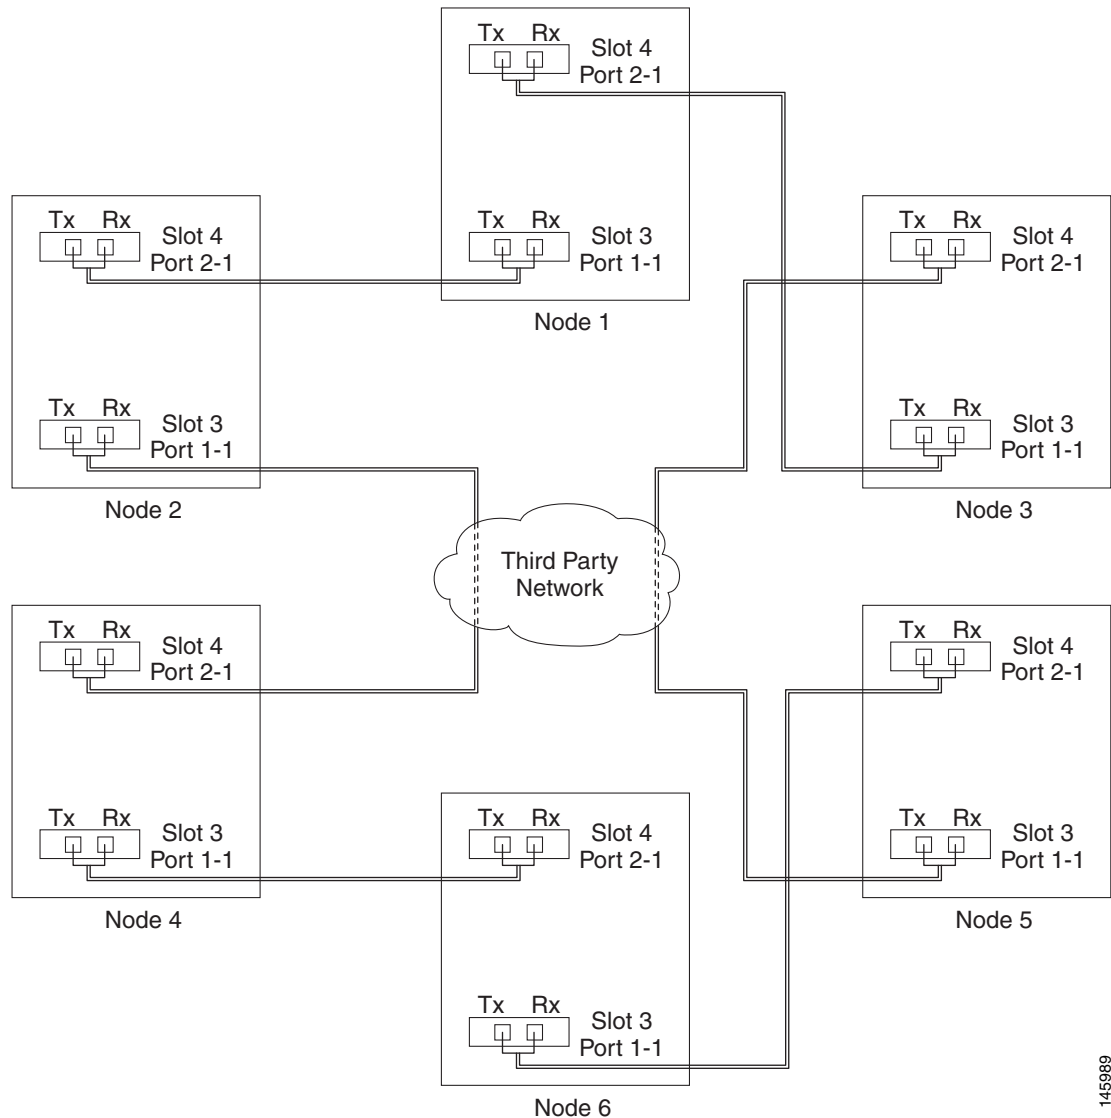 Tx Rx
Slot 4
Port 2-1
Tx Rx
Slot 3
Port 1-1
Node 1
Tx Rx
Slot 4
Port 2-1
Tx Rx
Slot 3
Port 1-1
Node 2
Tx Rx
Slot 4
Port 2-1
Tx Rx
Slot 3
Port 1-1
Node 3
Third Party
Network
Tx Rx
Slot 4
Port 2-1
Tx Rx
Slot 3
Port 1-1
Node 4
Tx Rx
Slot 4
Port 2-1
Tx Rx
Slot 3
Port 1-1
Node 5
Tx Rx
Slot 4
Port 2-1
Tx Rx
Slot 3
Port 1-1
Node 6
145989